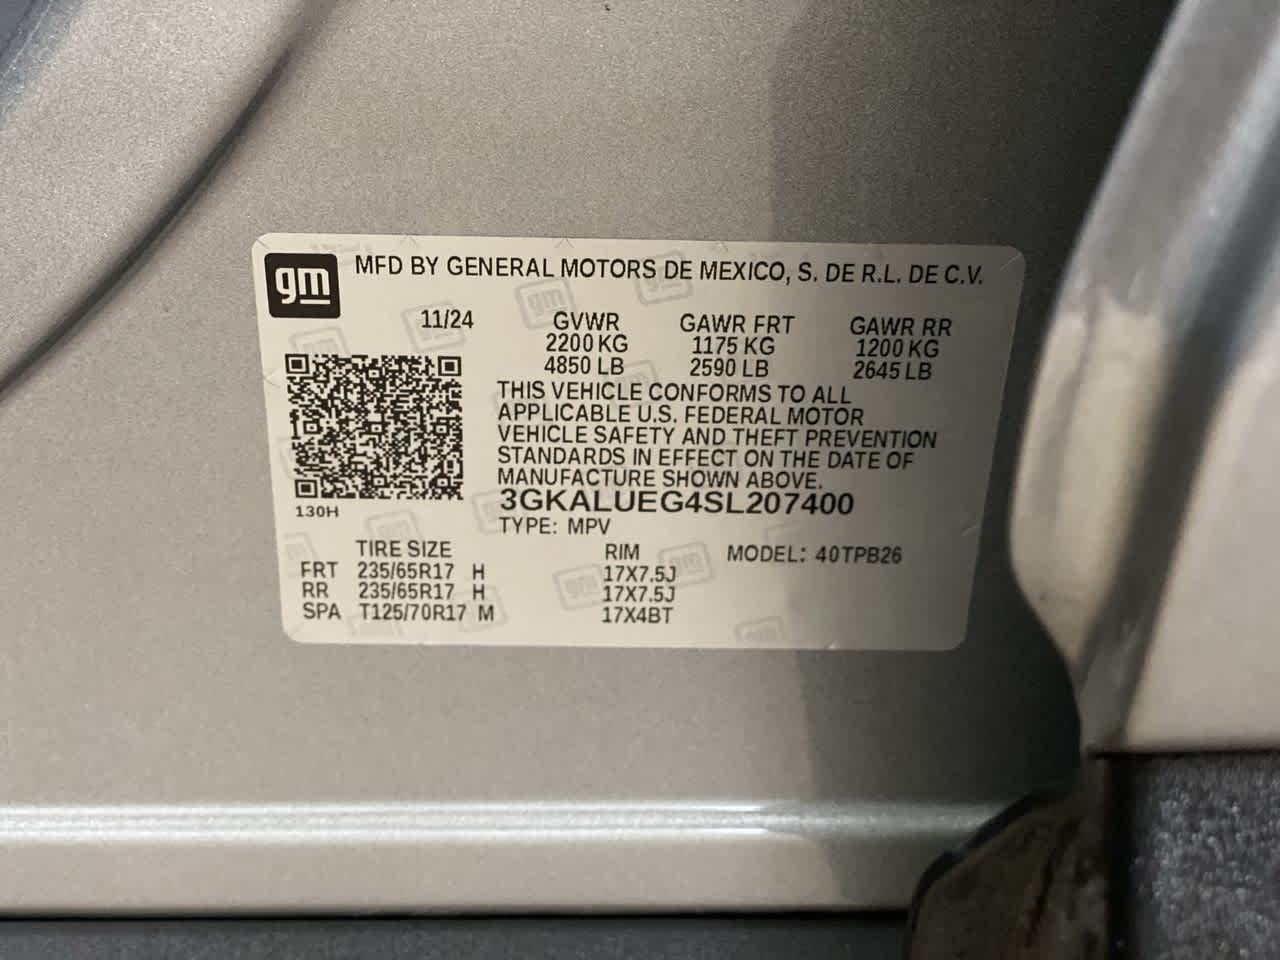 gm
MFD BY GENERAL MOTORS DE MEXICO, S. DE R.L. DE C.V.
11/24 GVWR GAWR FRT GAWR RR
2200 KG 1175 KG 1200 KG
4850 LB 2590 LB 2645 LB
THIS VEHICLE CONFORMS TO ALL
APPLICABLE U.S. FEDERAL MOTOR
VEHICLE SAFETY AND THEFT PREVENTION
STANDARDS IN EFFECT ON THE DATE OF
MANUFACTURE SHOWN ABOVE.
3GKALUEG4SL207400
130H
TYPE: MPV
TIRE SIZE RIM MODEL: 40TPB26
FRT 235/65R17 H 17X7.5J
RR 235/65R17 H 17X7.5J
SPA T125/70R17 M 17X4BT